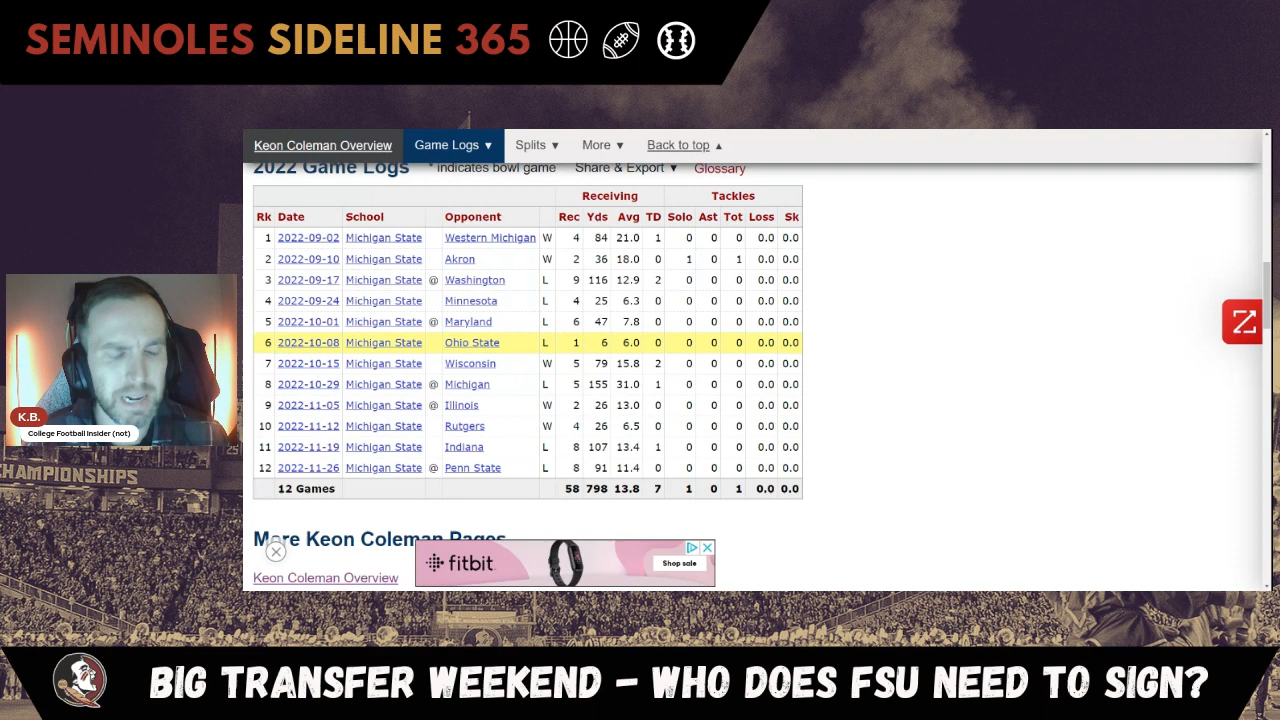 SEMINOLES SIDELINE 365
Keon Coleman Overview Game Logs ▼ Splits ▼ More ▼ Back to top ▲
2022 Game Logs * indicates bowl game Share & Export ▼ Glossary
Receiving Tackles
Rk Date School Opponent Rec Yds Avg TD Solo Ast Tot Loss Sk
1 2022-09-02 Michigan State Western Michigan W 4 84 21.0 1 0 0 0 0.0 0.0
2 2022-09-10 Michigan State Akron W 2 36 18.0 0 1 0 1 0.0 0.0
3 2022-09-17 Michigan State @ Washington L 9 116 12.9 2 0 0 0 0.0 0.0
4 2022-09-24 Michigan State Minnesota L 4 25 6.3 0 0 0 0 0.0 0.0
5 2022-10-01 Michigan State @ Maryland L 6 47 7.8 0 0 0 0 0.0 0.0
6 2022-10-08 Michigan State Ohio State L 1 6 6.0 0 0 0 0 0.0 0.0
7 2022-10-15 Michigan State Wisconsin W 5 79 15.8 2 0 0 0 0.0 0.0
8 2022-10-29 Michigan State @ Michigan L 5 155 31.0 1 0 0 0 0.0 0.0
9 2022-11-05 Michigan State @ Illinois W 2 26 13.0 0 0 0 0 0.0 0.0
10 2022-11-12 Michigan State Rutgers W 4 26 6.5 0 0 0 0 0.0 0.0
11 2022-11-19 Michigan State Indiana L 8 107 13.4 1 0 0 0 0.0 0.0
12 2022-11-26 Michigan State @ Penn State L 8 91 11.4 0 0 0 0 0.0 0.0
12 Games 58 798 13.8 7 1 0 1 0.0 0.0
More Keon Coleman Pages
Keon Coleman Overview
fitbit Shop sale
K.B.
College Football Insider (not)
CHAMPIONSHIPS
BIG TRANSFER WEEKEND - WHO DOES FSU NEED TO SIGN?